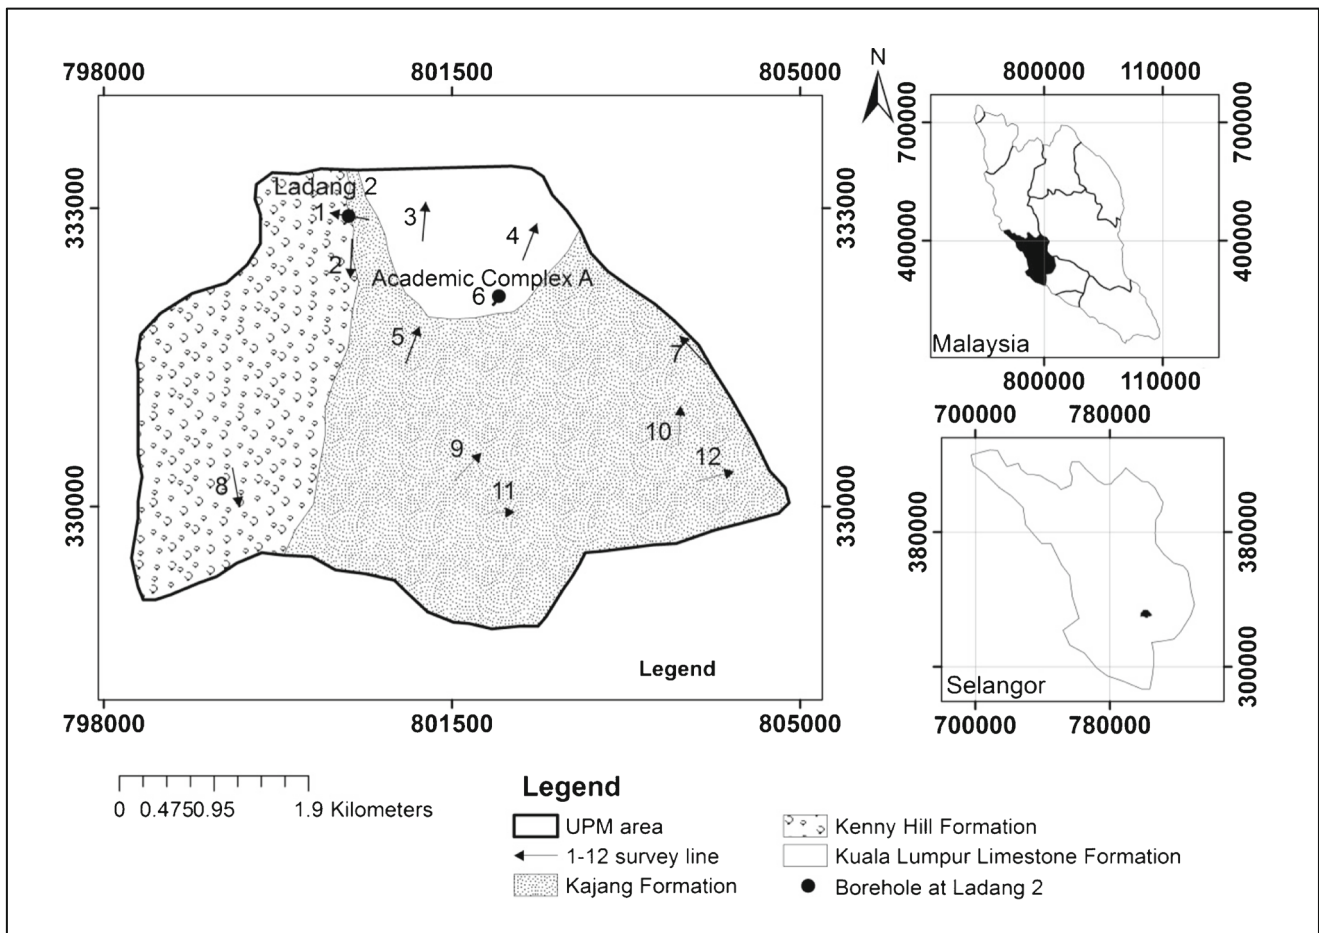 798000
801500
805000
N
800000
110000
333000
330000
Ladang 2
1
2
3
4
Academic Complex A
6
5
7
8
9
10
11
12
Legend
333000
330000
798000
801500
805000
700000
400000
700000
400000
Malaysia
800000
110000
700000
780000
380000
380000
300000
Selangor
700000
780000
0 0.475 0.95 1.9 Kilometers
Legend
UPM area
1-12 survey line
Kajang Formation
Kenny Hill Formation
Kuala Lumpur Limestone Formation
Borehole at Ladang 2